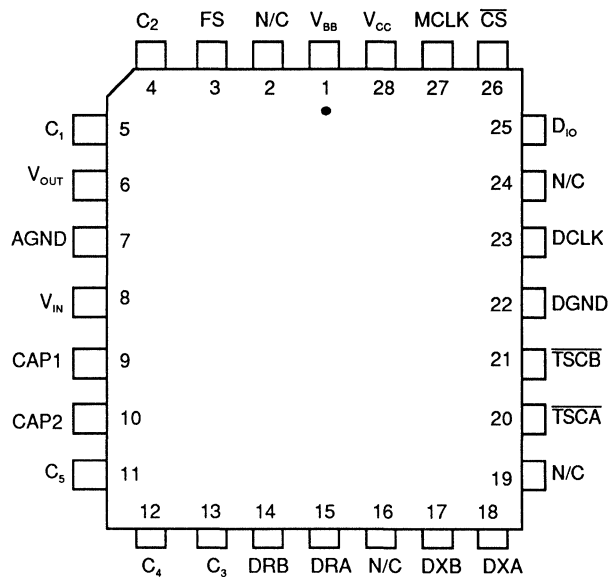 C2 FS N/C VBB VCC MCLK CS
4 3 2 1 28 27 26
C1 5 25 DIO
VOUT 6 24 N/C
AGND 7 23 DCLK
VIN 8 22 DGND
CAP1 9 21 TSCB
CAP2 10 20 TSCA
C5 11 19 N/C
12 13 14 15 16 17 18
C4 C3 DRB DRA N/C DXB DXA